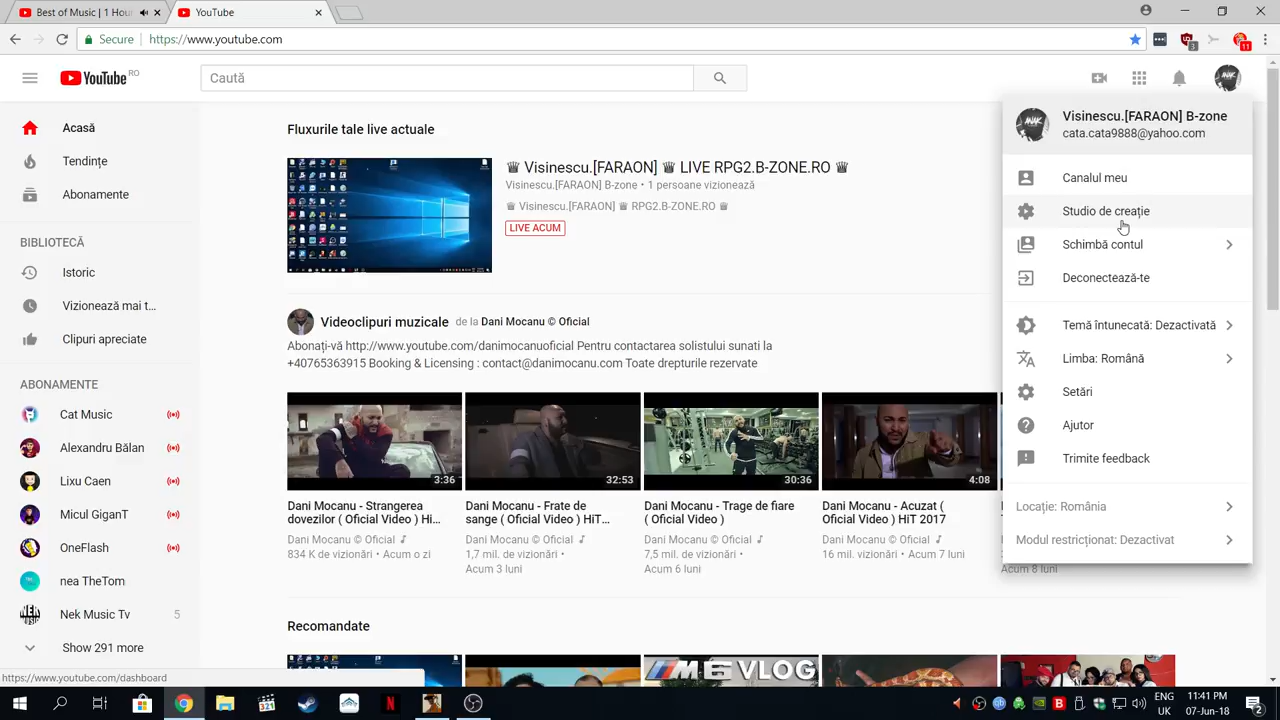 Best of Music | 1 Hour
YouTube
Secure
https://www.youtube.com
3
11
YouTube RO
Caută
Acasă
Tendințe
Abonamente
BIBLIOTECĂ
Istoric
Vizionează mai t...
Clipuri apreciate
ABONAMENTE
Cat Music
Alexandru Bălan
Lixu Caen
Micul GiganT
OneFlash
nea TheTom
Nek Music Tv 5
Show 291 more
https://www.youtube.com/dashboard
Fluxurile tale live actuale
♛ Visinescu.[FARAON] ♛ LIVE RPG2.B-ZONE.RO ♛
Visinescu.[FARAON] B-zone • 1 persoane vizionează
♛ Visinescu.[FARAON] ♛ RPG2.B-ZONE.RO ♛
LIVE ACUM
Videoclipuri muzicale de la Dani Mocanu © Oficial
Abonați-vă http://www.youtube.com/danimocanuoficial Pentru contactarea solistului sunati la
+40765363915 Booking & Licensing : contact@danimocanu.com Toate drepturile rezervate
3:36
32:53
30:36
4:08
Dani Mocanu - Strangerea
dovezilor ( Oficial Video ) Hi...
Dani Mocanu © Oficial
834 K de vizionări • Acum o zi
Dani Mocanu - Frate de
sange ( Oficial Video ) HiT...
Dani Mocanu © Oficial
1,7 mil. de vizionări •
Acum 3 luni
Dani Mocanu - Trage de fiare
( Oficial Video )
Dani Mocanu © Oficial
7,5 mil. de vizionări •
Acum 6 luni
Dani Mocanu - Acuzat (
Oficial Video ) HiT 2017
Dani Mocanu © Oficial
16 mil. vizionări • Acum 7 luni
Acum 8 luni
Recomandate
M6 VLOG
Visinescu.[FARAON] B-zone
cata.cata9888@yahoo.com
Canalul meu
Studio de creație
Schimbă contul
Deconectează-te
Temă întunecată: Dezactivată
Limba: Română
Setări
Ajutor
Trimite feedback
Locație: România
Modul restricționat: Dezactivat
ENG
UK
11:41 PM
07-Jun-18
2